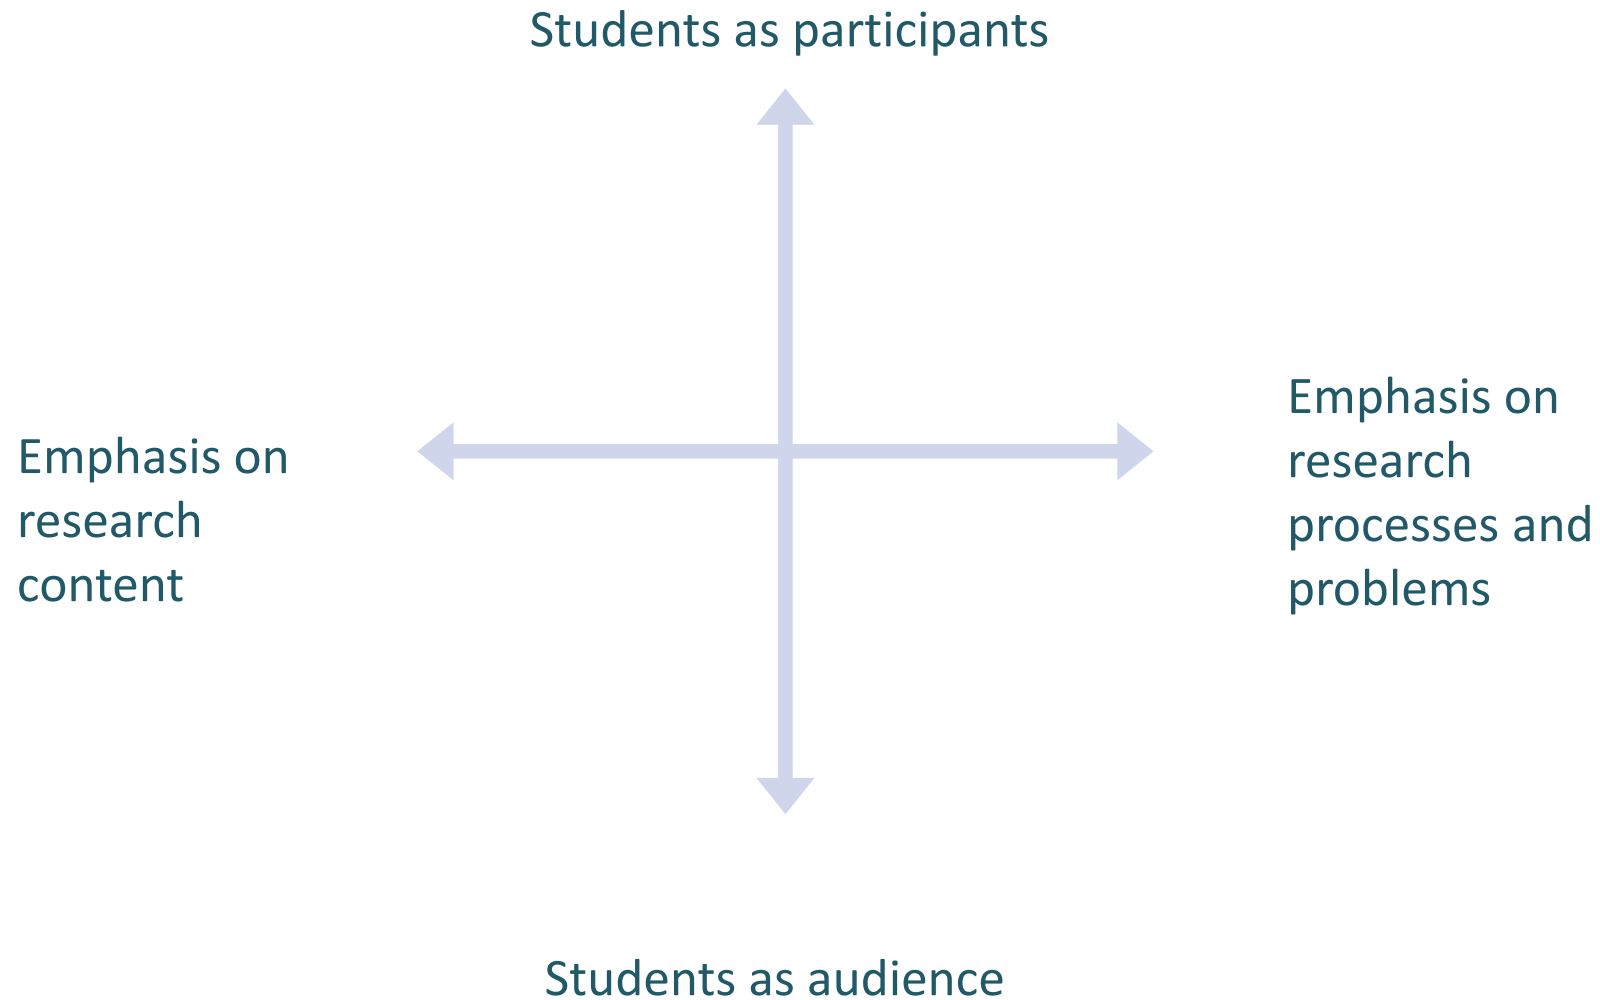 Students as participants
Emphasis on
research
content
Emphasis on
research
processes and
problems
Students as audience